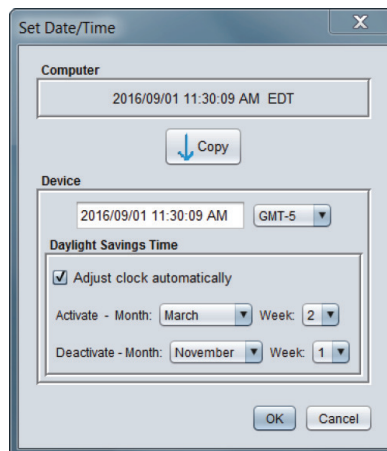 Set Date/Time
X
Computer
2016/09/01 11:30:09 AM EDT
Copy
Device
2016/09/01 11:30:09 AM GMT-5
Daylight Savings Time
Adjust clock automatically
Activate - Month: March Week: 2
Deactivate - Month: November Week: 1
OK Cancel